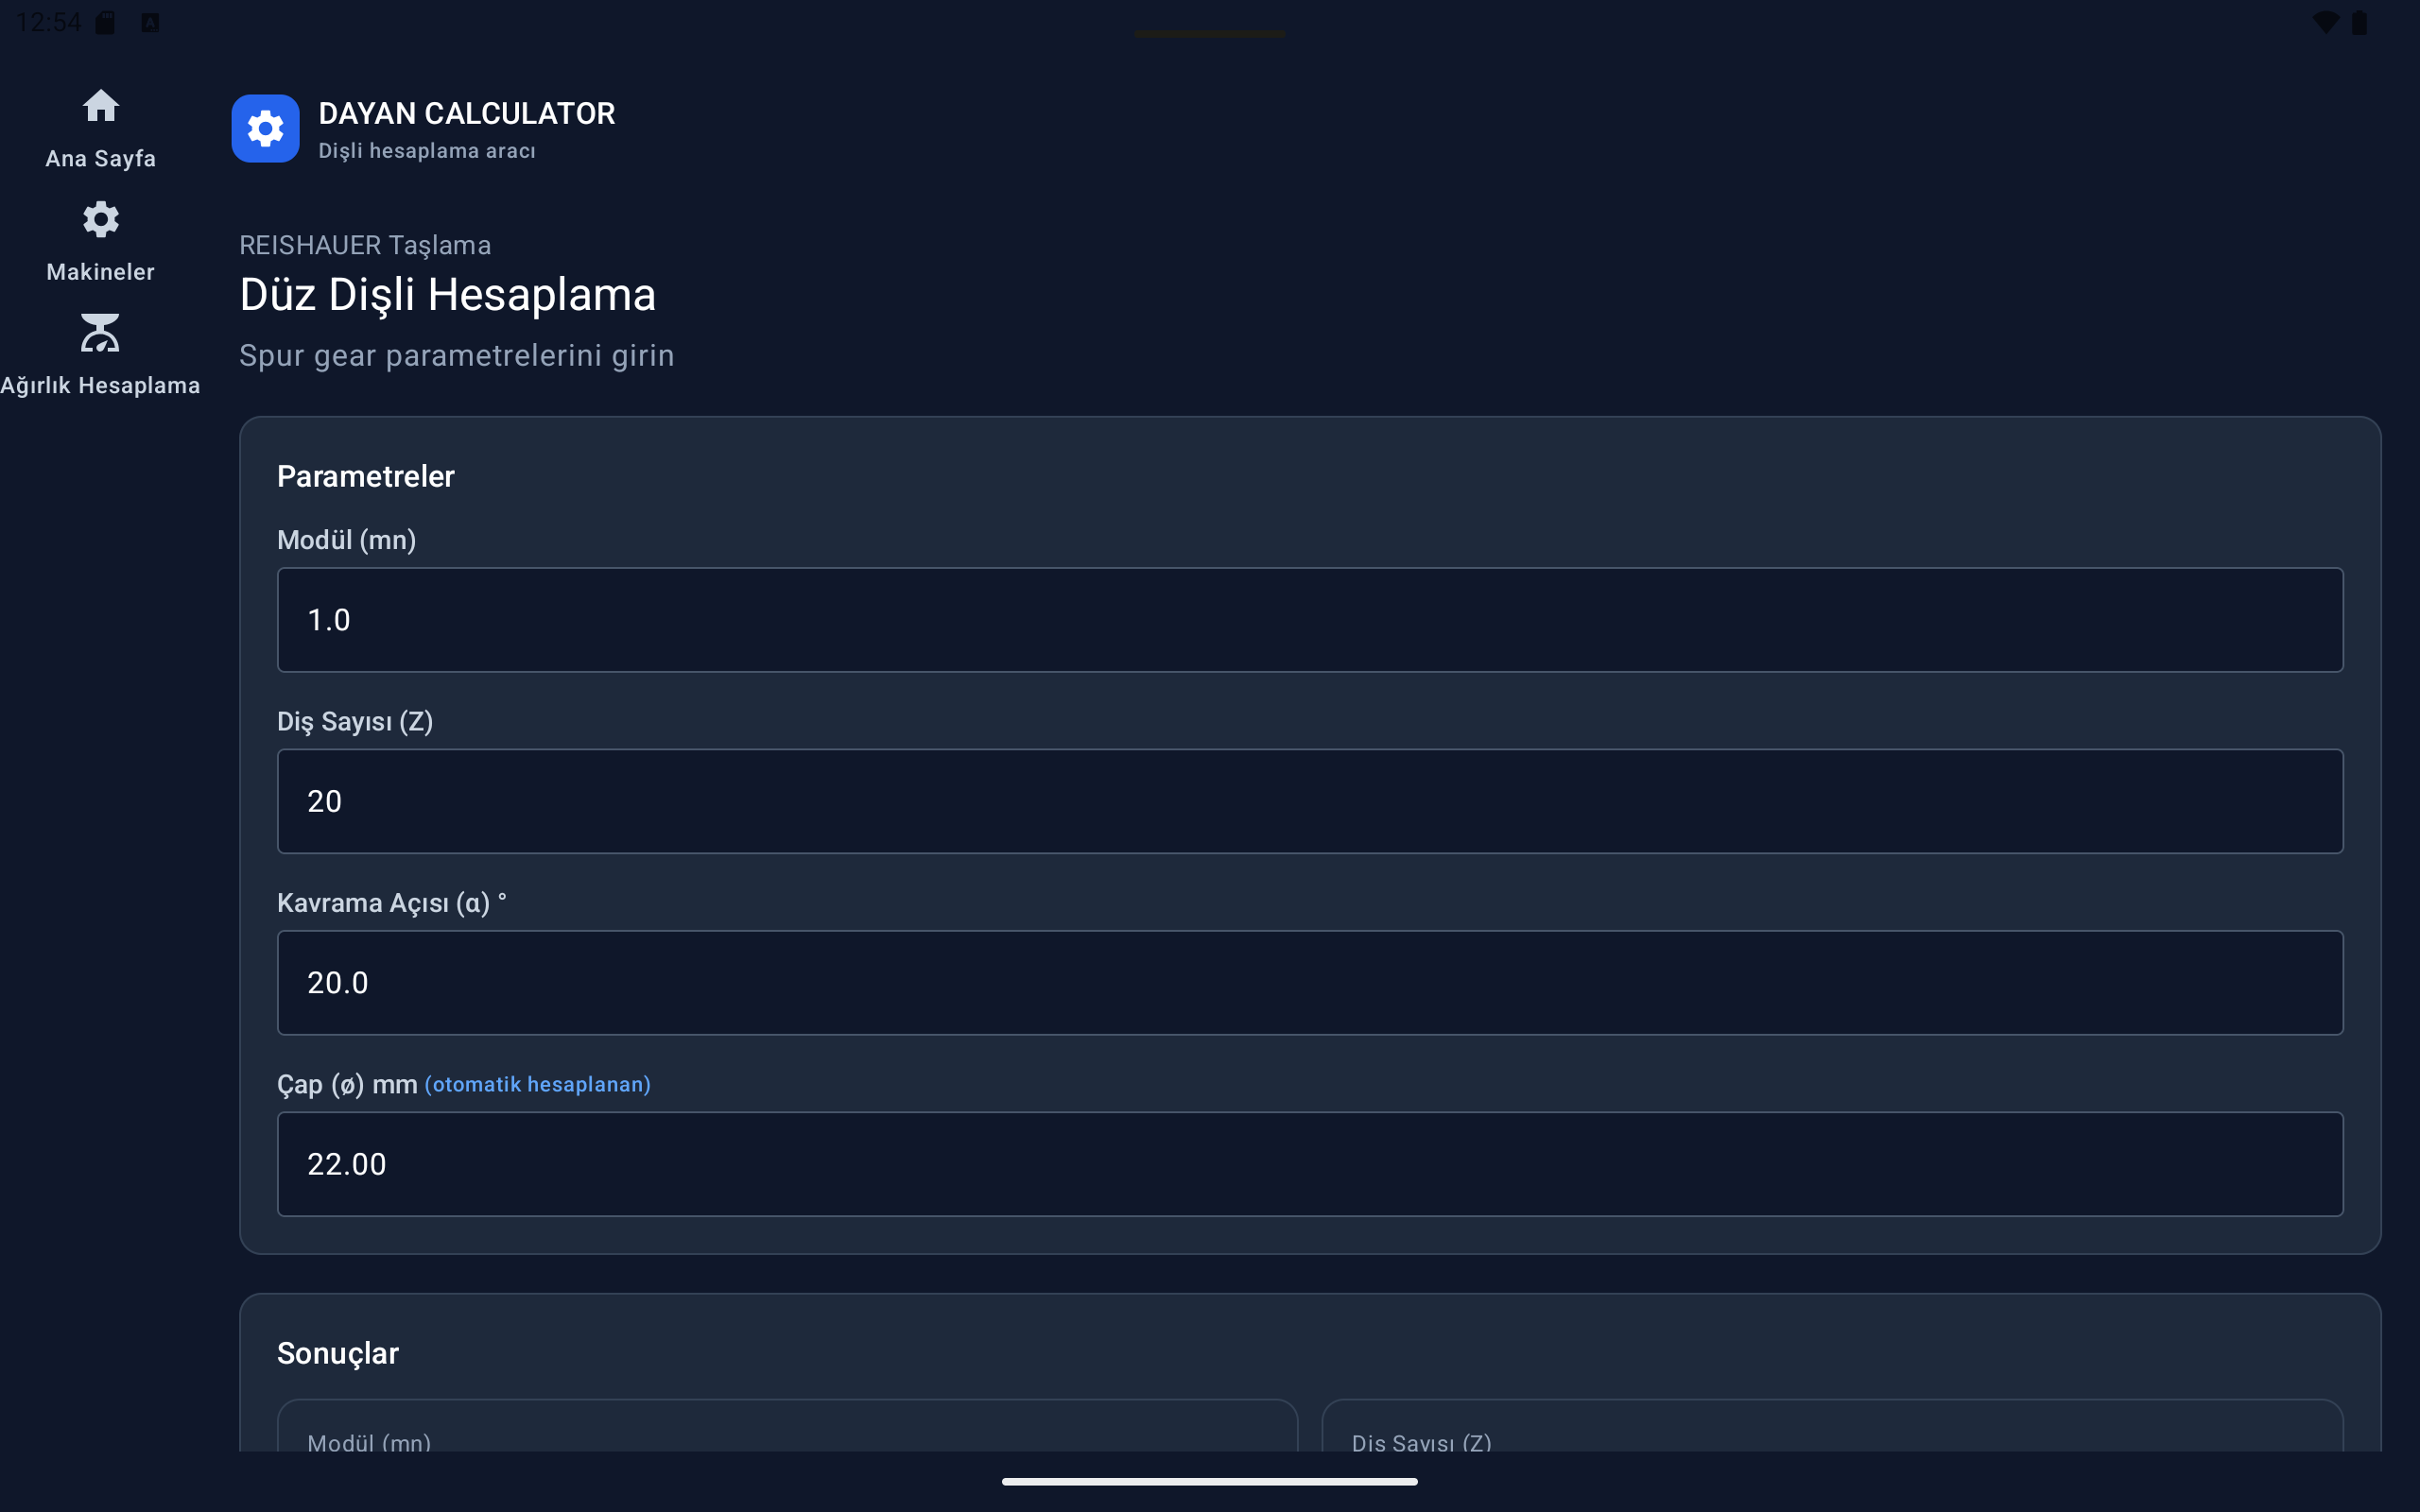 12:54
Ana Sayfa
Makineler
Ağırlık Hesaplama
DAYAN CALCULATOR
Dişli hesaplama aracı
REISHAUER Taşlama
Düz Dişli Hesaplama
Spur gear parametrelerini girin
Parametreler
Modül (mn)
1.0
Diş Sayısı (Z)
20
Kavrama Açısı (α) °
20.0
Çap (ø) mm (otomatik hesaplanan)
22.00
Sonuçlar
Modül (mn)
Diş Sayısı (Z)